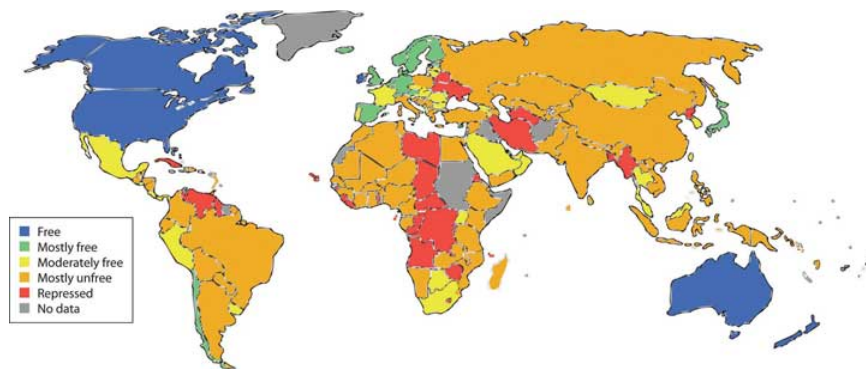 Free
Mostly free
Moderately free
Mostly unfree
Repressed
No data